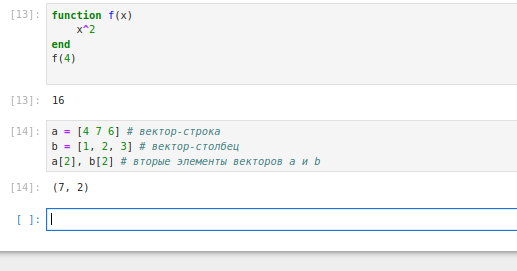 [13]: function f(x)
x^2
end
f(4)
[13]: 16
[14]: a = [4 7 6] # вектор-строка
b = [1, 2, 3] # вектор-столбец
a[2], b[2] # вторые элементы векторов a и b
[14]: (7, 2)
[ ]: